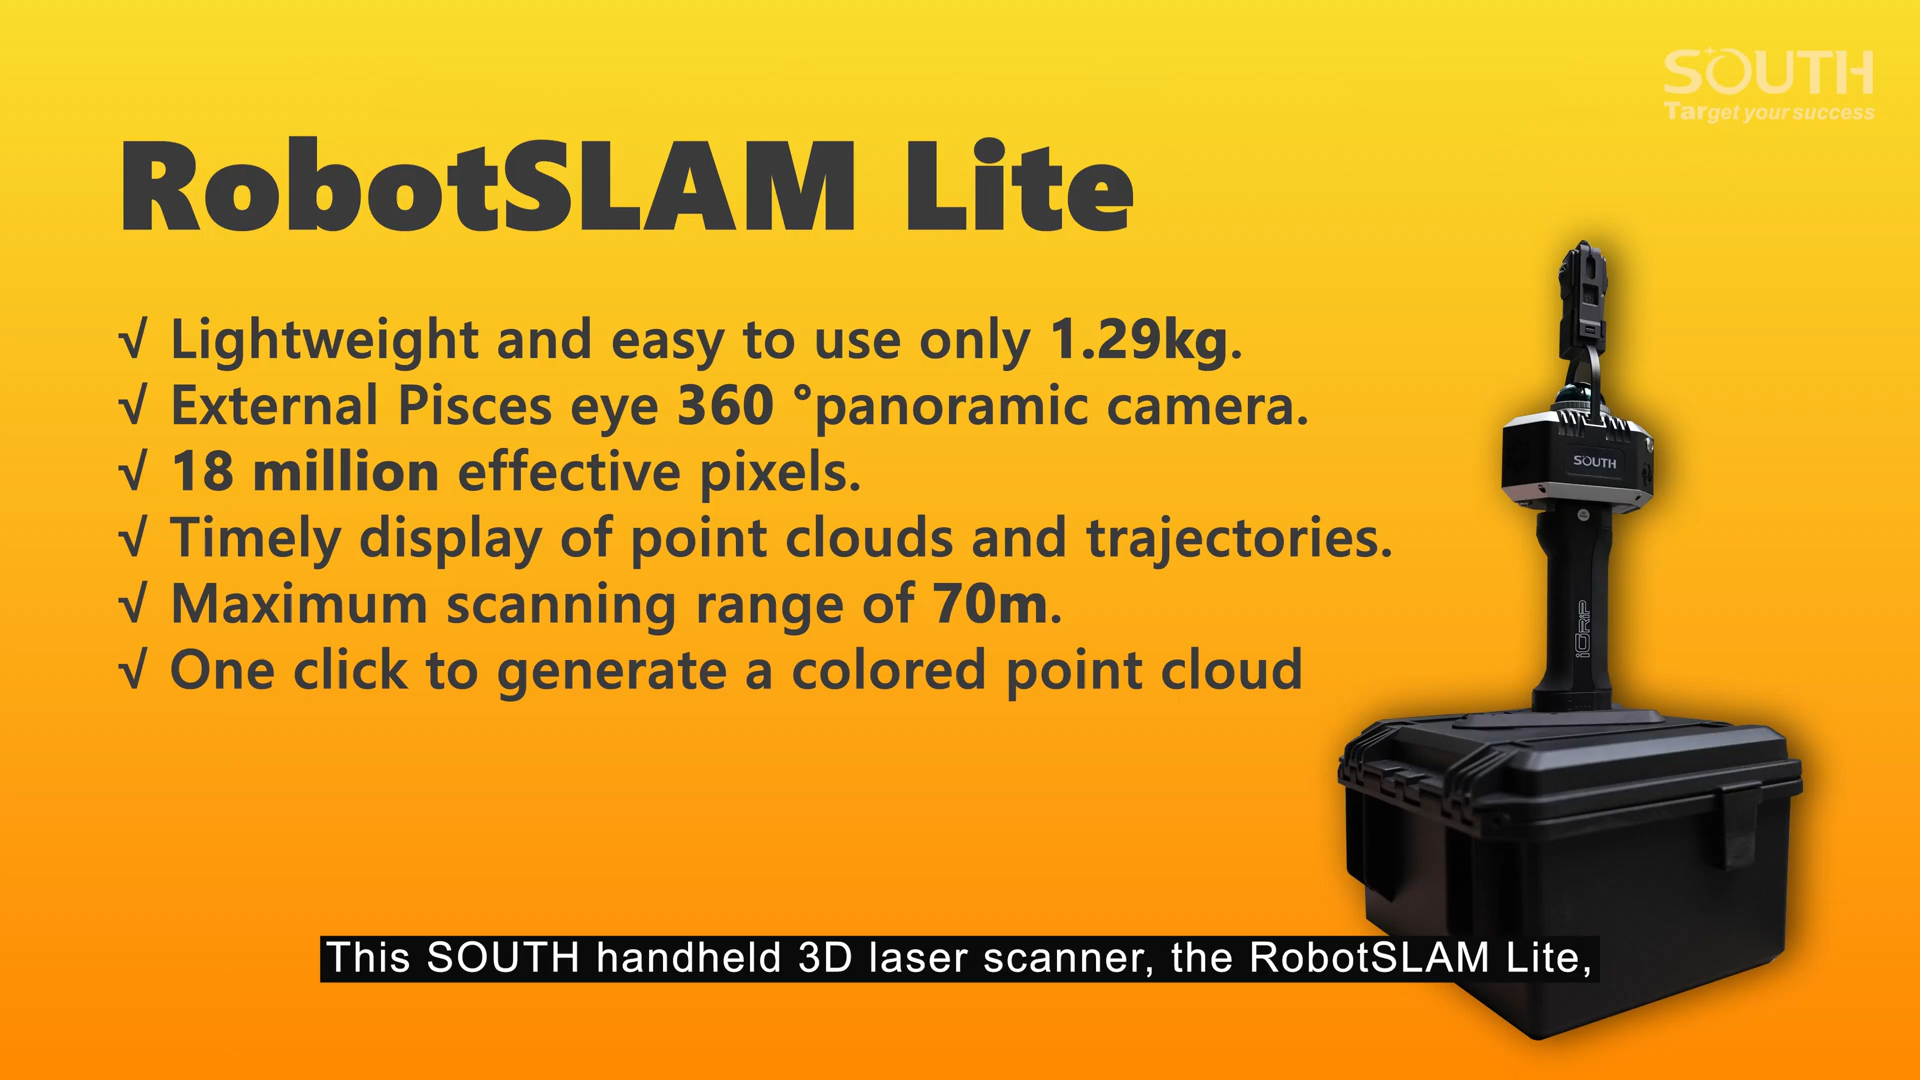 SOUTH
Target your success
RobotSLAM Lite
√ Lightweight and easy to use only 1.29kg.
√ External Pisces eye 360 °panoramic camera.
√ 18 million effective pixels.
√ Timely display of point clouds and trajectories.
√ Maximum scanning range of 70m.
√ One click to generate a colored point cloud
SOUTH
iGRIP
This SOUTH handheld 3D laser scanner, the RobotSLAM Lite,